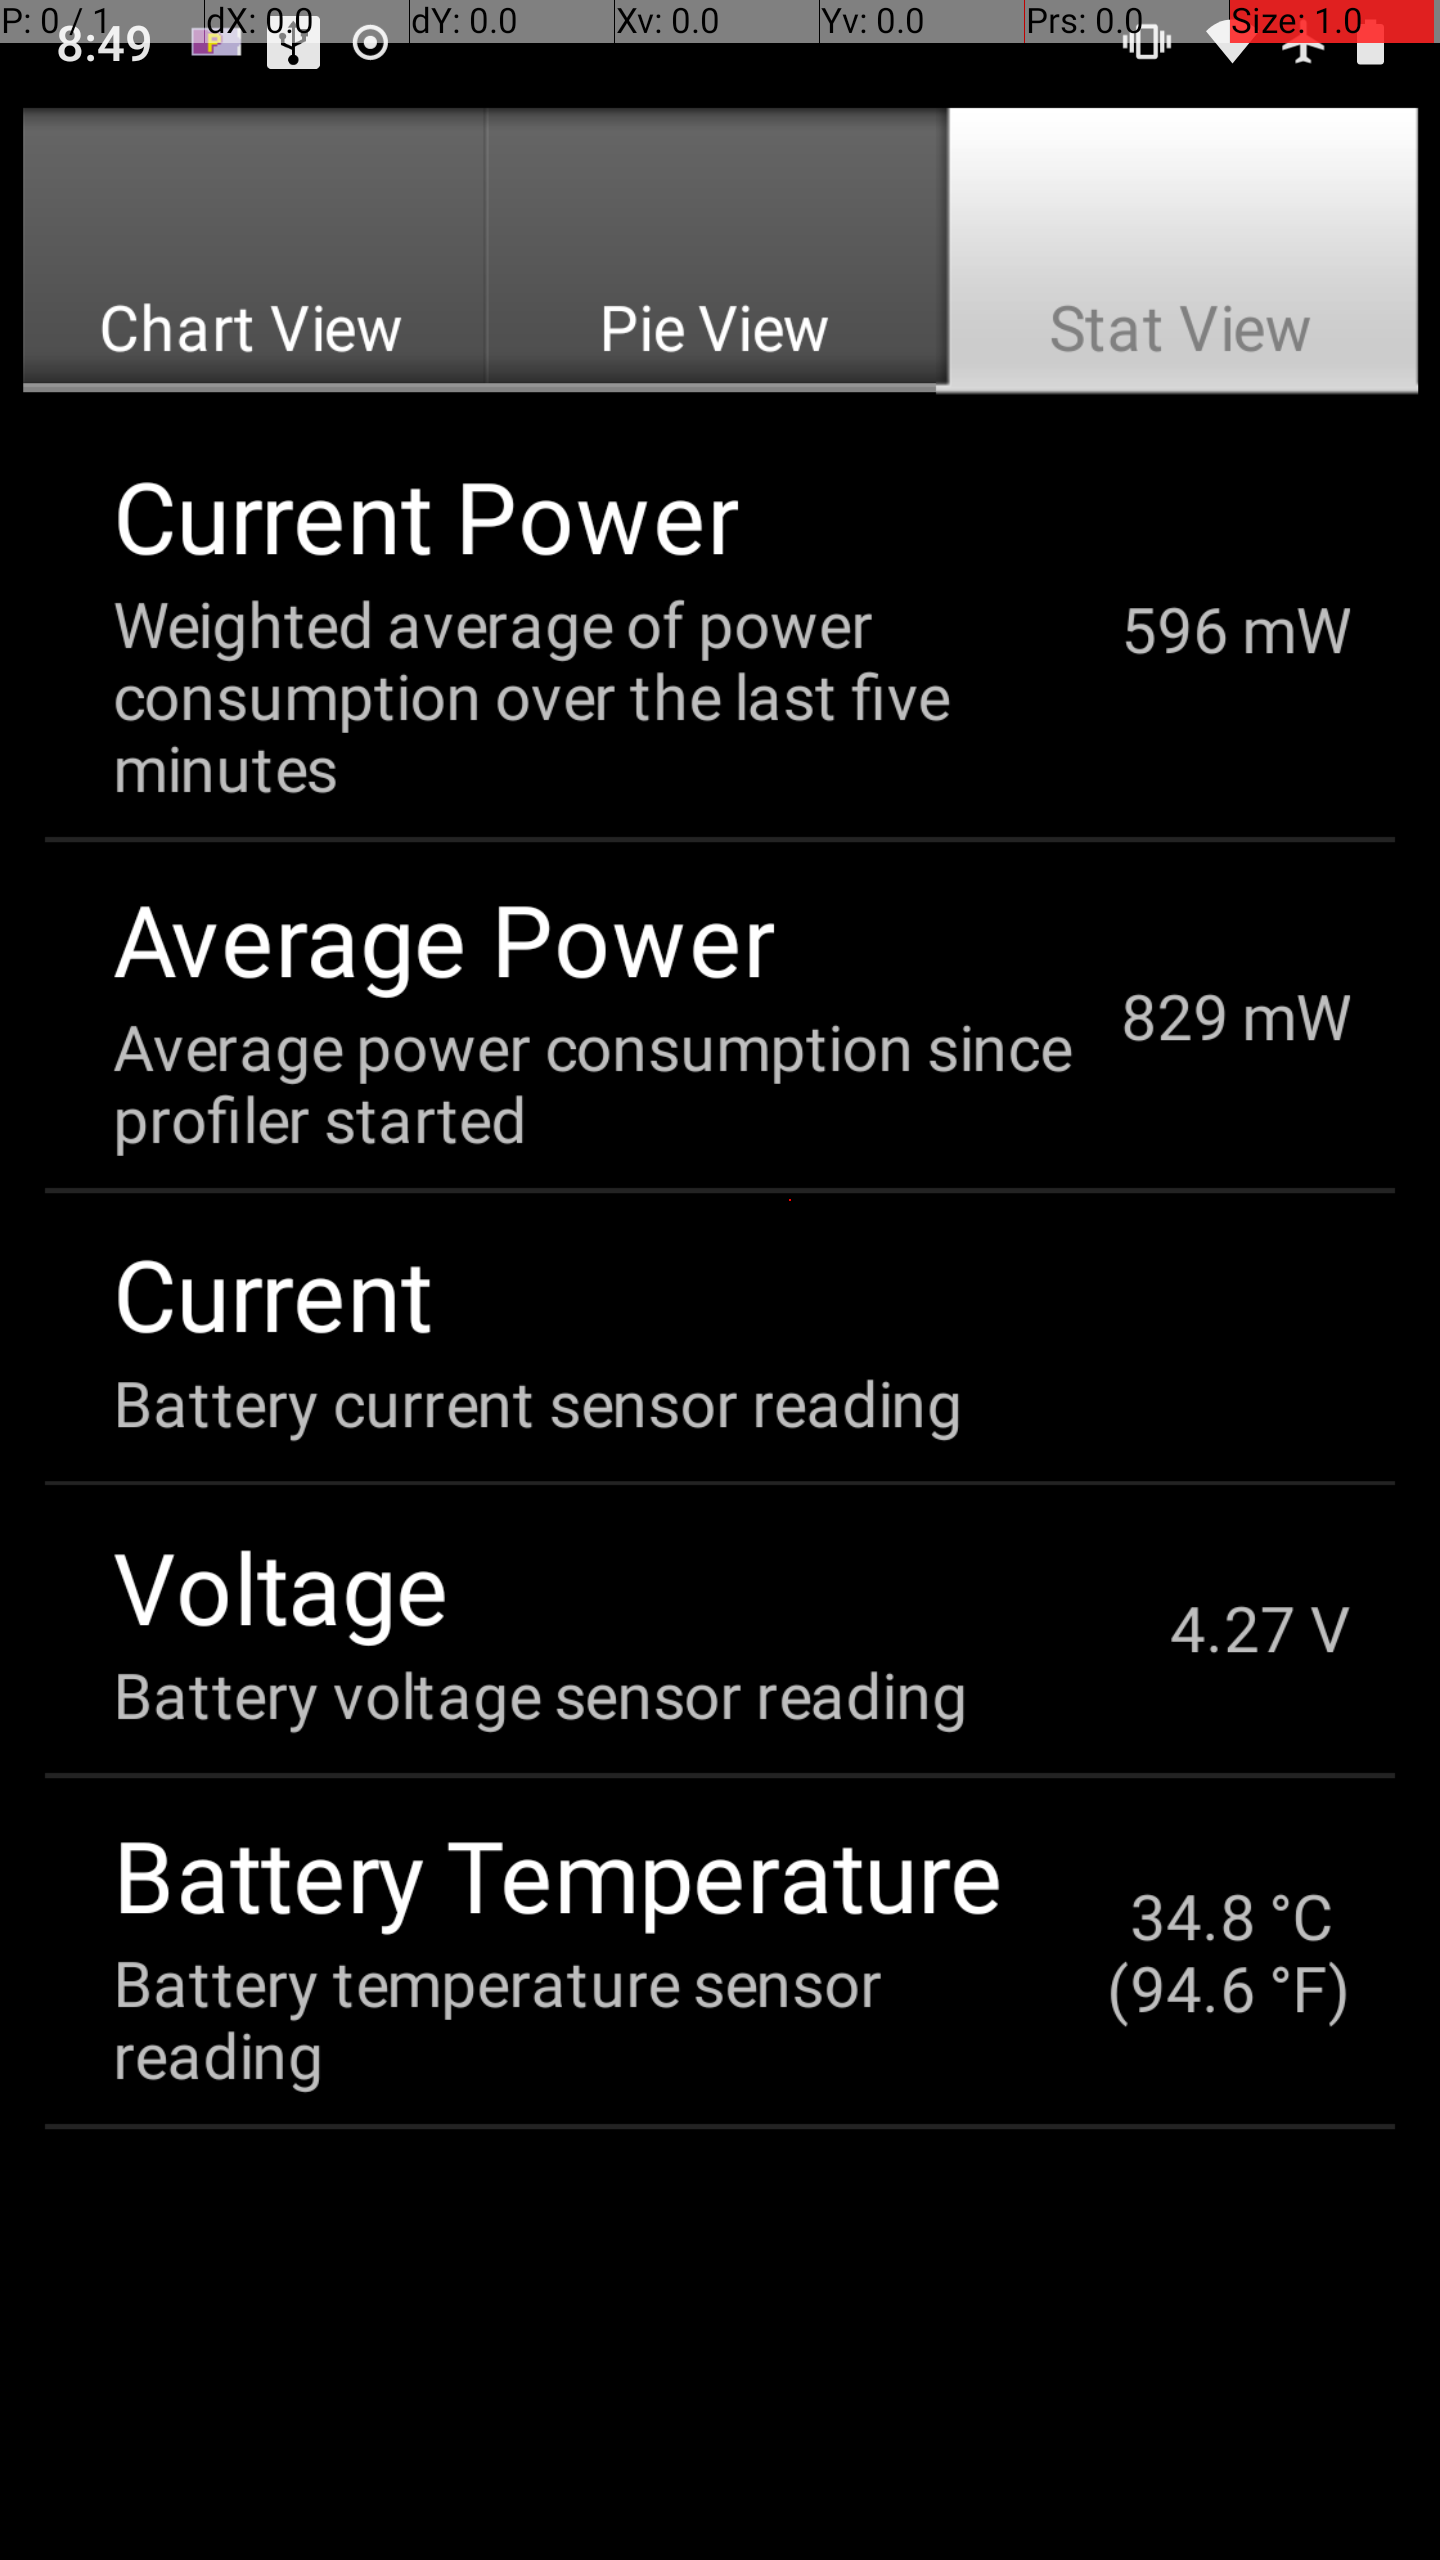 P: 0 / 1 dX: 0.0 dY: 0.0 Xv: 0.0 Yv: 0.0 Prs: 0.0 Size: 1.0
8:49 P
Chart View Pie View Stat View
Current Power
Weighted average of power
consumption over the last five
minutes
596 mW
Average Power
Average power consumption since
profiler started
829 mW
Current
Battery current sensor reading
Voltage
Battery voltage sensor reading
4.27 V
Battery Temperature
Battery temperature sensor
reading
34.8 °C
(94.6 °F)